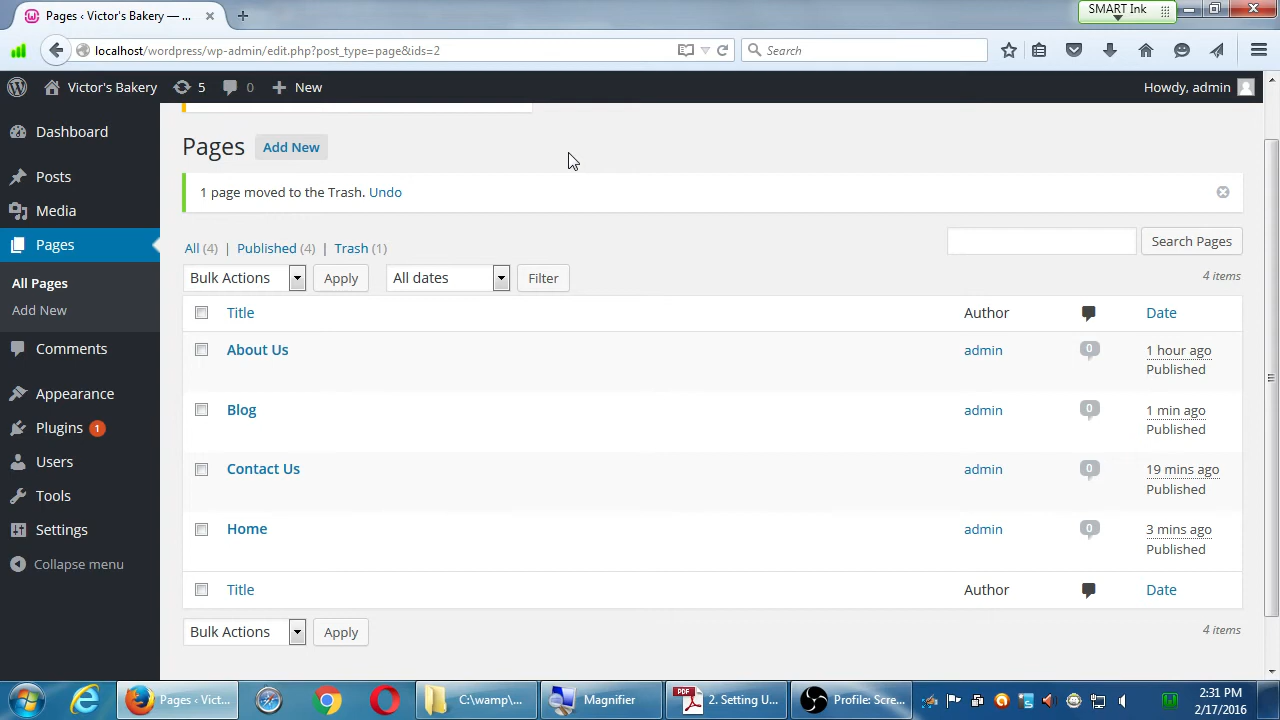 Pages ‹ Victor's Bakery — ...
SMART Ink
localhost/wordpress/wp-admin/edit.php?post_type=page&ids=2
Search
Victor's Bakery
5
0
New
Howdy, admin
Dashboard
Posts
Media
Pages
All Pages
Add New
Comments
Appearance
Plugins 1
Users
Tools
Settings
Collapse menu
Pages
Add New
1 page moved to the Trash. Undo
All (4) | Published (4) | Trash (1)
Search Pages
Bulk Actions
Apply
All dates
Filter
4 items
Title Author Date
About Us admin 0 1 hour ago
Published
Blog admin 0 1 min ago
Published
Contact Us admin 0 19 mins ago
Published
Home admin 0 3 mins ago
Published
Title Author Date
Bulk Actions
Apply
4 items
Pages ‹ Vict...
C:\wamp\...
Magnifier
PDF
2. Setting U...
Profile: Scre...
2:31 PM
2/17/2016